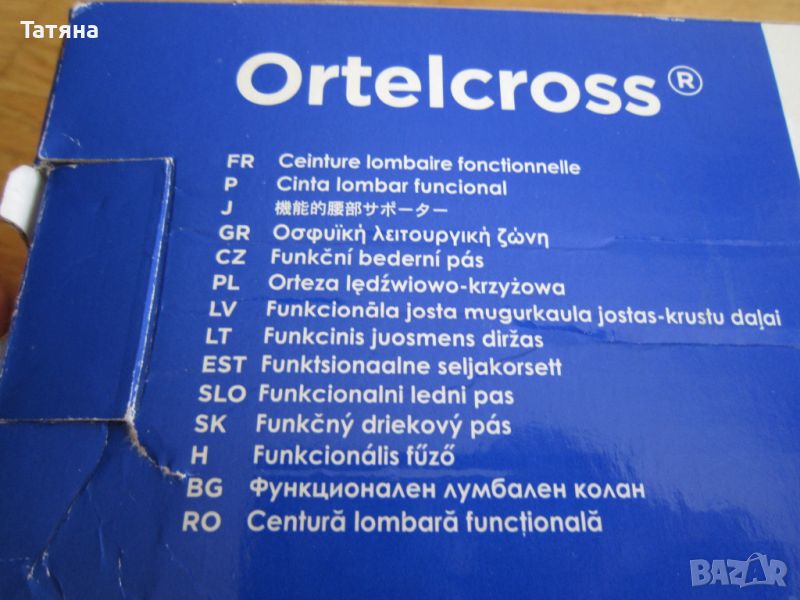 Татяна
Ortelcross®
FR Ceinture lombaire fonctionnelle
P Cinta lombar funcional
J 機能的腰部サポーター
GR Οσφυϊκή λειτουργική ζώνη
CZ Funkční bederní pás
PL Orteza lędźwiowo-krzyżowa
LV Funkcionāla josta mugurkaula jostas-krustu daļai
LT Funkcinis juosmens diržas
EST Funktsionaalne seljakorsett
SLO Funkcionalni ledni pas
SK Funkčný driekový pás
H Funkcionális fűző
BG Функционален лумбален колан
RO Centură lombară funcțională
BAZAR